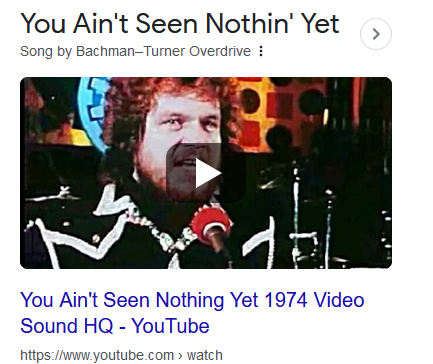 You Ain't Seen Nothin' Yet
Song by Bachman–Turner Overdrive
You Ain't Seen Nothing Yet 1974 Video
Sound HQ - YouTube
https://www.youtube.com › watch